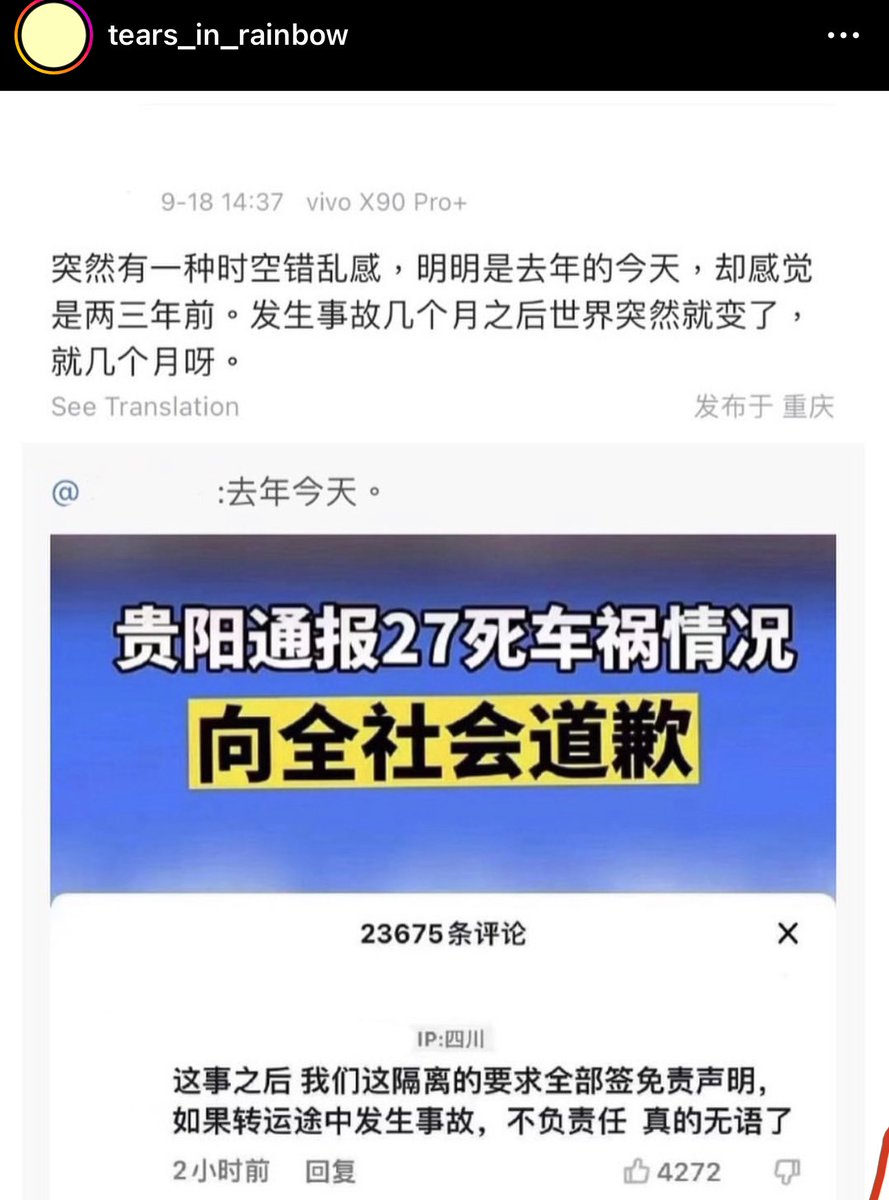 tears_in_rainbow
9-18 14:37 vivo X90 Pro+
突然有一种时空错乱感，明明是去年的今天，却感觉
是两三年前。发生事故几个月之后世界突然就变了，
就几个月呀。
See Translation 发布于 重庆
@ :去年今天。
贵阳通报27死车祸情况
向全社会道歉
23675条评论
IP:四川
这事之后 我们这隔离的要求全部签免责声明，
如果转运途中发生事故，不负责任 真的无语了
2小时前 回复 4272